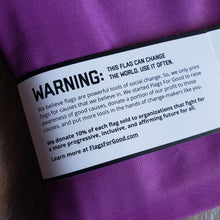 WARNING: THIS FLAG CAN CHANGE
THE WORLD. USE IT OFTEN.
We believe flags are powerful tools of social change. So, we only print
flags for causes that we believe in. We started Flags For Good to raise
awareness of good causes, donate a portion of our profits to those
causes, and put more tools in the hands of change-makers like you.
We donate 10% of each flag sold to organizations that fight for
a more progressive, inclusive, and affirming future for all.
Learn more at FlagsForGood.com